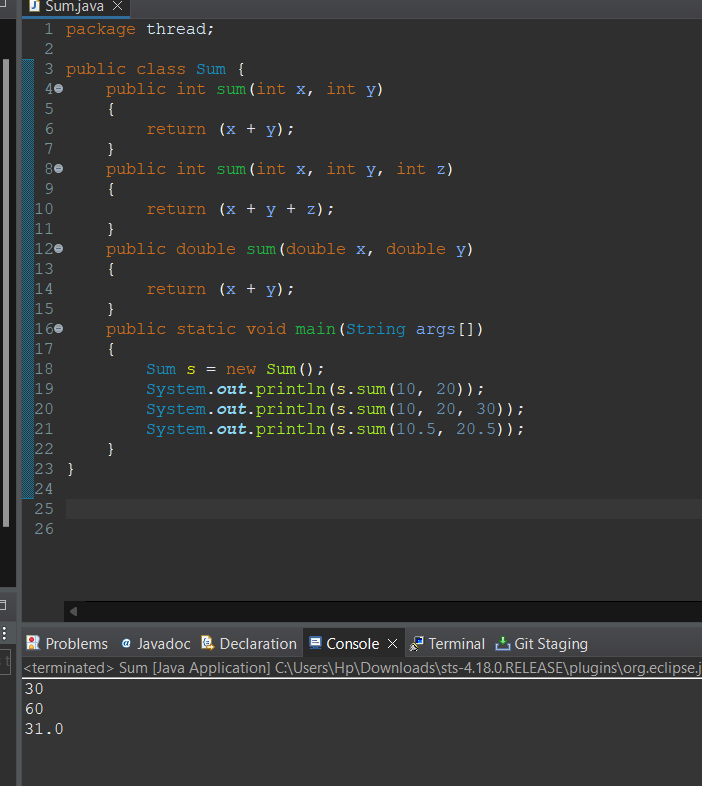 Sum.java
1 package thread;
2
3 public class Sum {
4 public int sum(int x, int y)
5 {
6 return (x + y);
7 }
8 public int sum(int x, int y, int z)
9 {
10 return (x + y + z);
11 }
12 public double sum(double x, double y)
13 {
14 return (x + y);
15 }
16 public static void main(String args[])
17 {
18 Sum s = new Sum();
19 System.out.println(s.sum(10, 20));
20 System.out.println(s.sum(10, 20, 30));
21 System.out.println(s.sum(10.5, 20.5));
22 }
23 }
24
25
26
Problems @ Javadoc Declaration Console Terminal Git Staging
<terminated> Sum [Java Application] C:\Users\Hp\Downloads\sts-4.18.0.RELEASE\plugins\org.eclipse.j
30
60
31.0